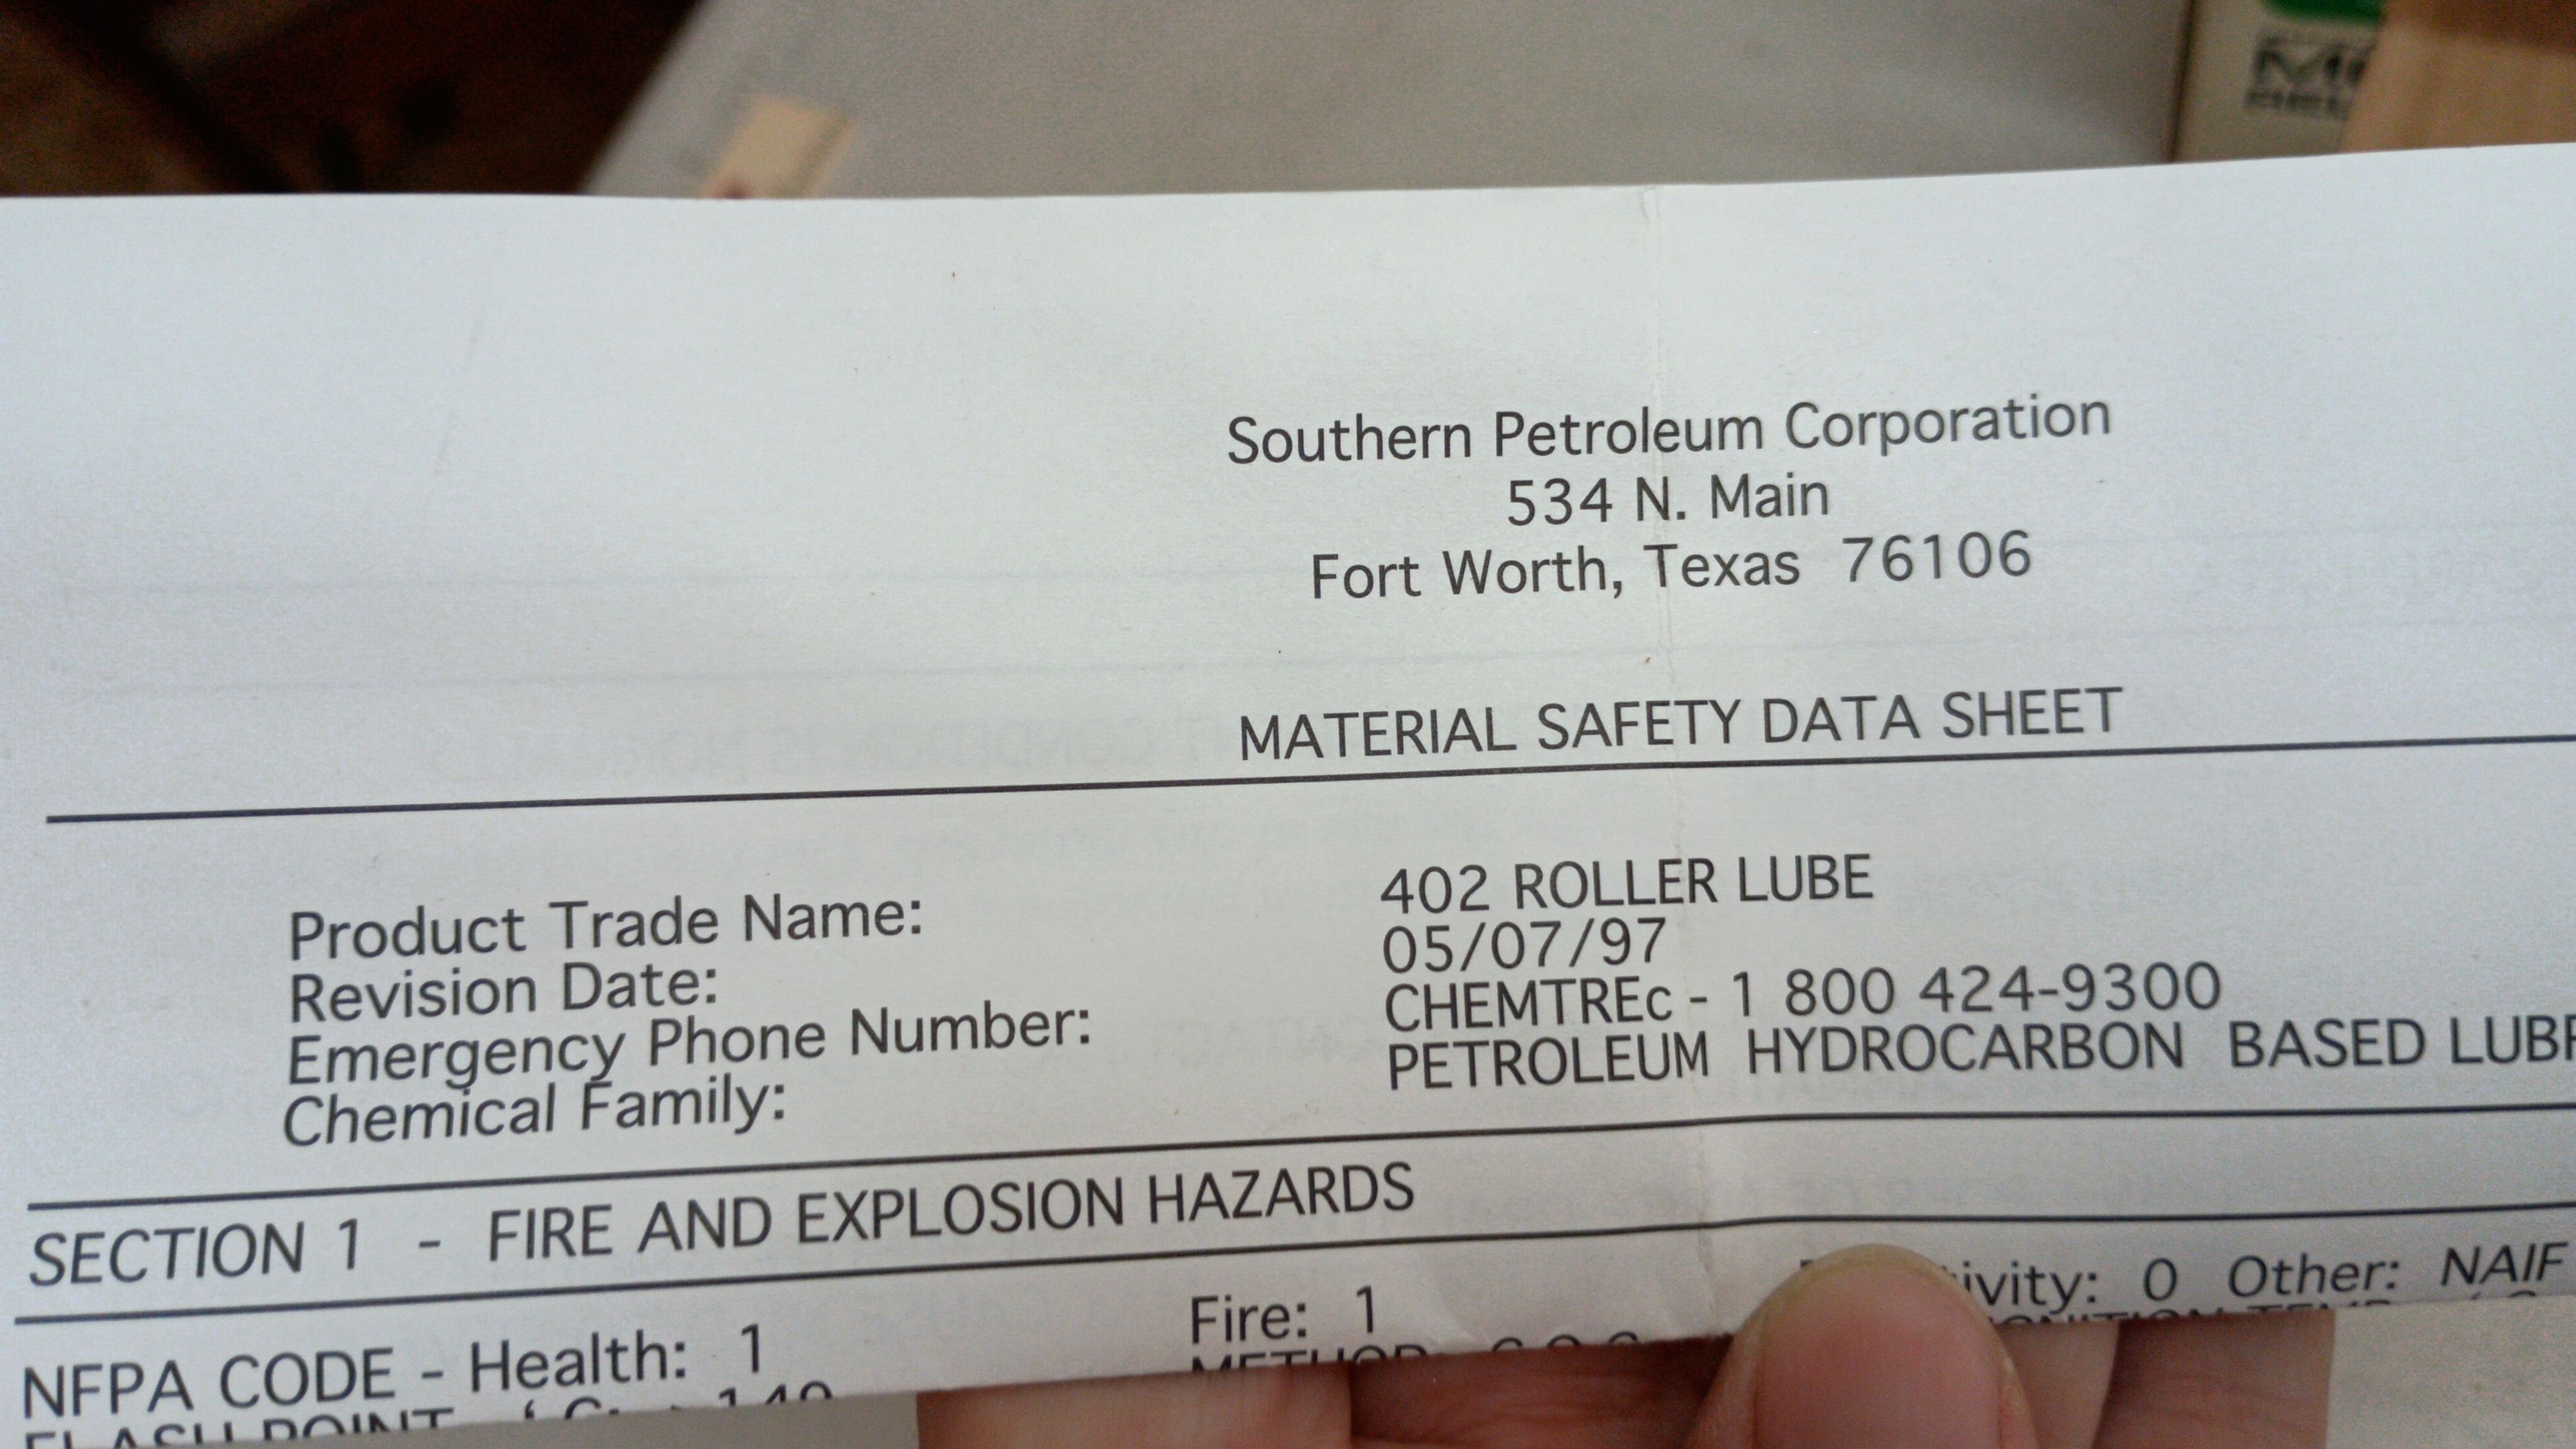 Southern Petroleum Corporation
534 N. Main
Fort Worth, Texas 76106
MATERIAL SAFETY DATA SHEET
Product Trade Name: 402 ROLLER LUBE
Revision Date: 05/07/97
Emergency Phone Number: CHEMTREc - 1 800 424-9300
Chemical Family: PETROLEUM HYDROCARBON BASED
SECTION 1 - FIRE AND EXPLOSION HAZARDS
NFPA CODE - Health: 1 Fire: 1 0 Other: NAIF
FLASH POINT